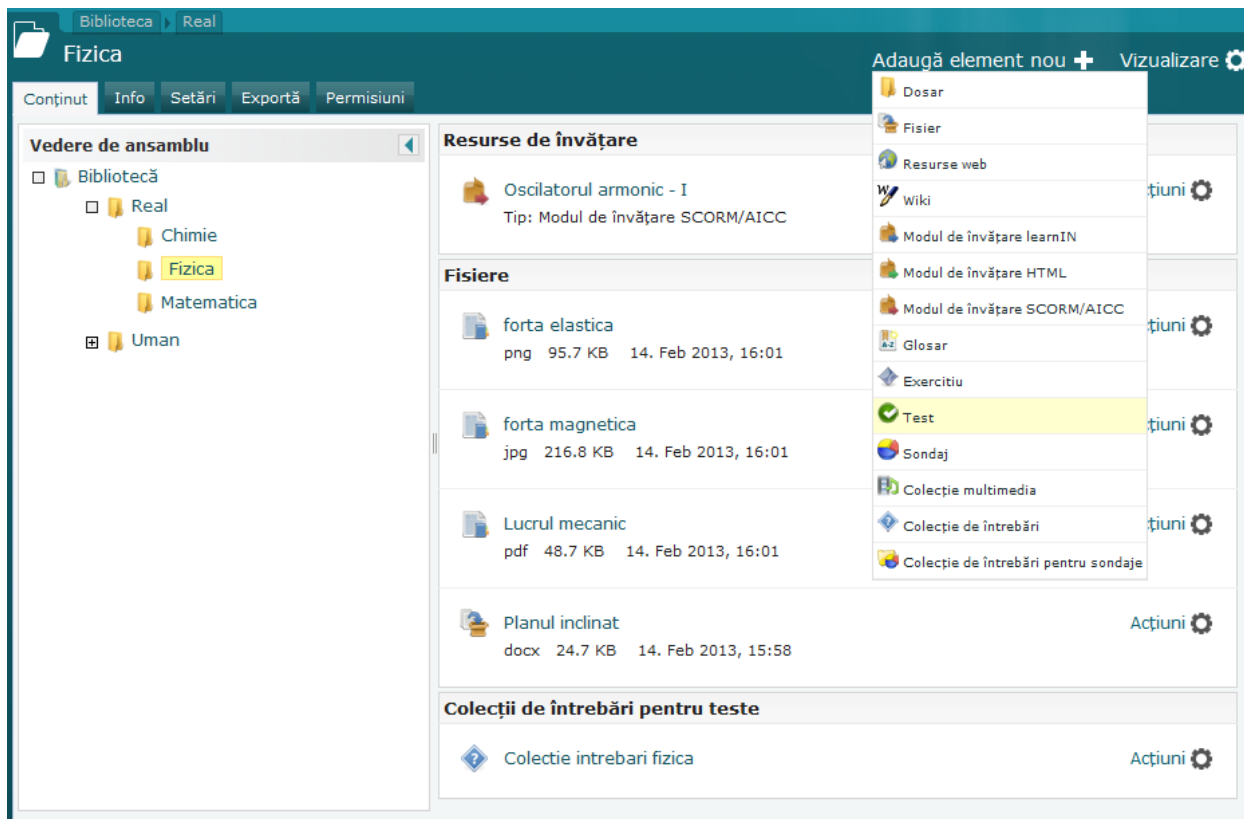 Biblioteca Real
Fizica
Adaugă element nou Vizualizare
Conținut Info Setări Exportă Permisiuni
Vedere de ansamblu
Bibliotecă
Real
Chimie
Fizica
Matematica
Uman
Resurse de învățare
Oscilatorul armonic - I
Tip: Modul de învățare SCORM/AICC
țiuni
Fisiere
forta elastica
țiuni
png 95.7 KB 14. Feb 2013, 16:01
forta magnetica
țiuni
jpg 216.8 KB 14. Feb 2013, 16:01
Lucrul mecanic
țiuni
pdf 48.7 KB 14. Feb 2013, 16:01
Planul inclinat
Acțiuni
docx 24.7 KB 14. Feb 2013, 15:58
Colecții de întrebări pentru teste
Colectie intrebari fizica
Acțiuni
Dosar
Fisier
Resurse web
Wiki
Modul de învățare learnIN
Modul de învățare HTML
Modul de învățare SCORM/AICC
A-Z
Glosar
Exercitiu
Test
Sondaj
Colecție multimedia
Colecție de întrebări
Colecție de întrebări pentru sondaje